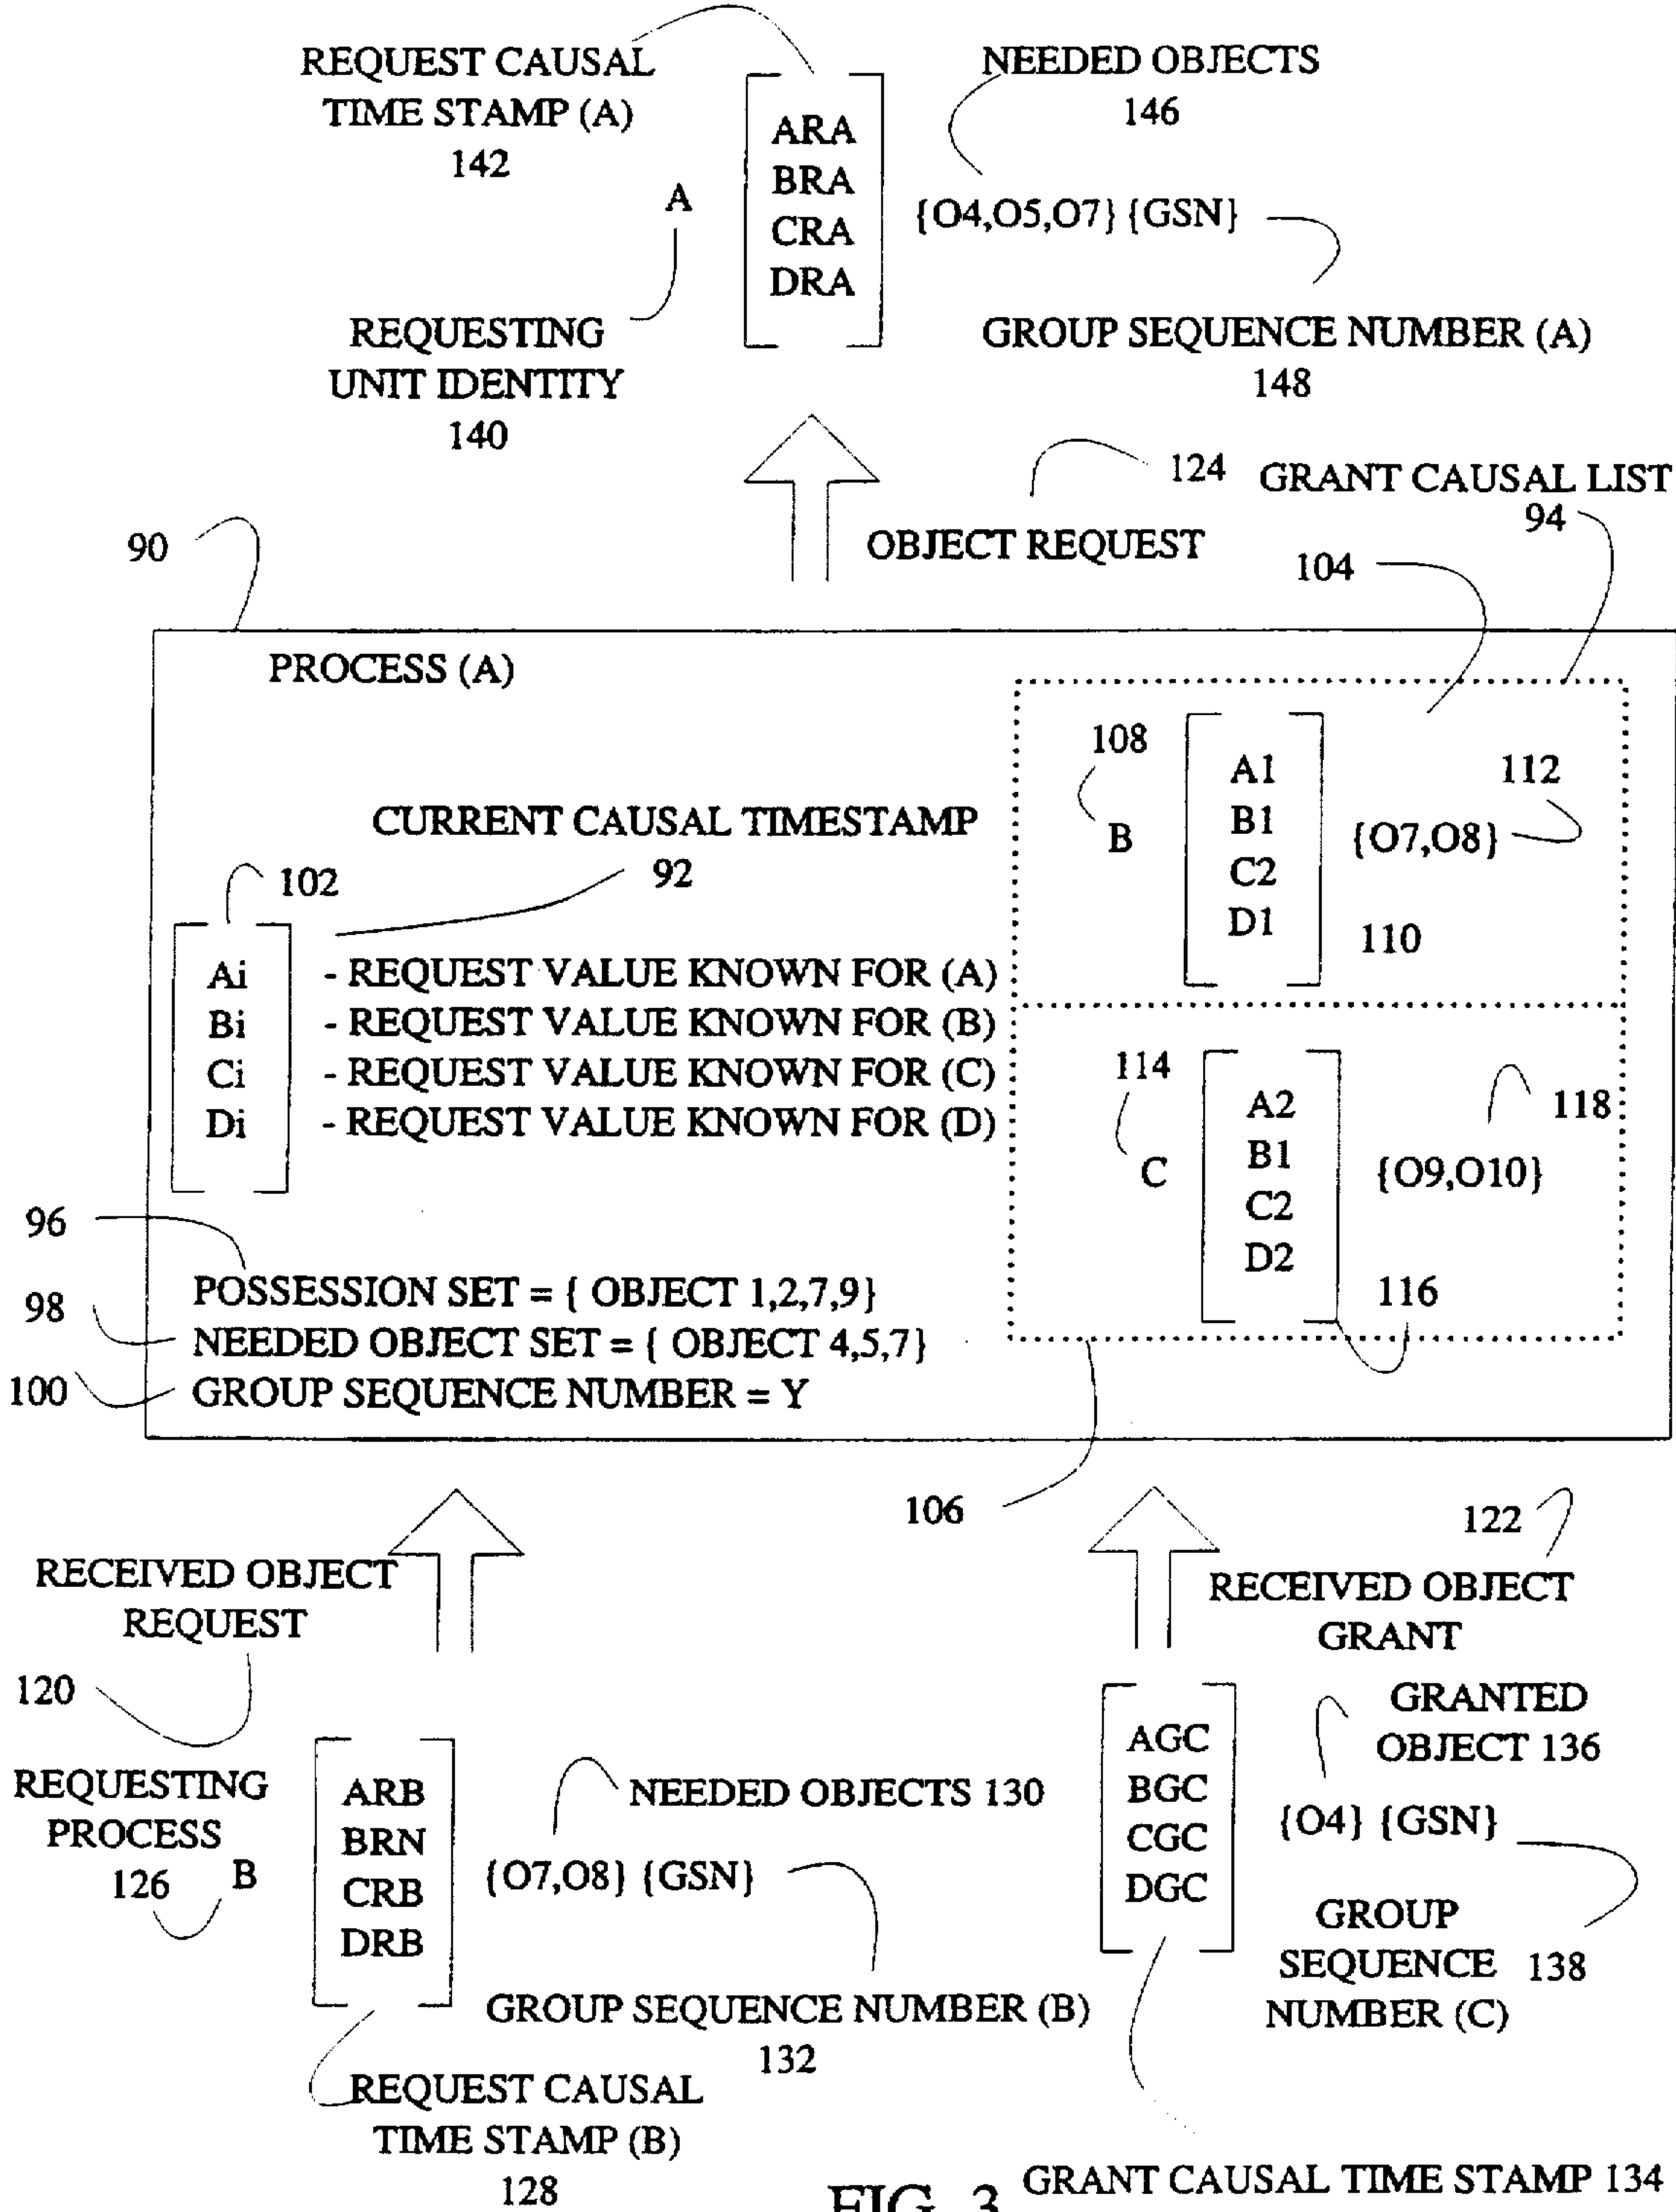 REQUEST CAUSAL
TIME STAMP (A)
142
NEEDED OBJECTS
146
A
ARA
BRA
CRA
DRA
{O4,O5,O7} {GSN}
REQUESTING
UNIT IDENTITY
140
GROUP SEQUENCE NUMBER (A)
148
124
OBJECT REQUEST
GRANT CAUSAL LIST
94
104
90
PROCESS (A)
108
B
A1
B1
C2
D1
{O7,O8}
112
110
CURRENT CAUSAL TIMESTAMP
92
102
Ai - REQUEST VALUE KNOWN FOR (A)
Bi - REQUEST VALUE KNOWN FOR (B)
Ci - REQUEST VALUE KNOWN FOR (C)
Di - REQUEST VALUE KNOWN FOR (D)
114
C
A2
B1
C2
D2
{O9,O10}
118
116
96
POSSESSION SET = { OBJECT 1,2,7,9}
98
NEEDED OBJECT SET = { OBJECT 4,5,7}
100
GROUP SEQUENCE NUMBER = Y
106
122
RECEIVED OBJECT
REQUEST
120
REQUESTING
PROCESS
126
B
ARB
BRN
CRB
DRB
NEEDED OBJECTS 130
{O7,O8} {GSN}
GROUP SEQUENCE NUMBER (B)
132
REQUEST CAUSAL
TIME STAMP (B)
128
RECEIVED OBJECT
GRANT
AGC
BGC
CGC
DGC
GRANTED
OBJECT 136
{O4} {GSN}
GROUP
SEQUENCE 138
NUMBER (C)
GRANT CAUSAL TIME STAMP 134
FIG. 3